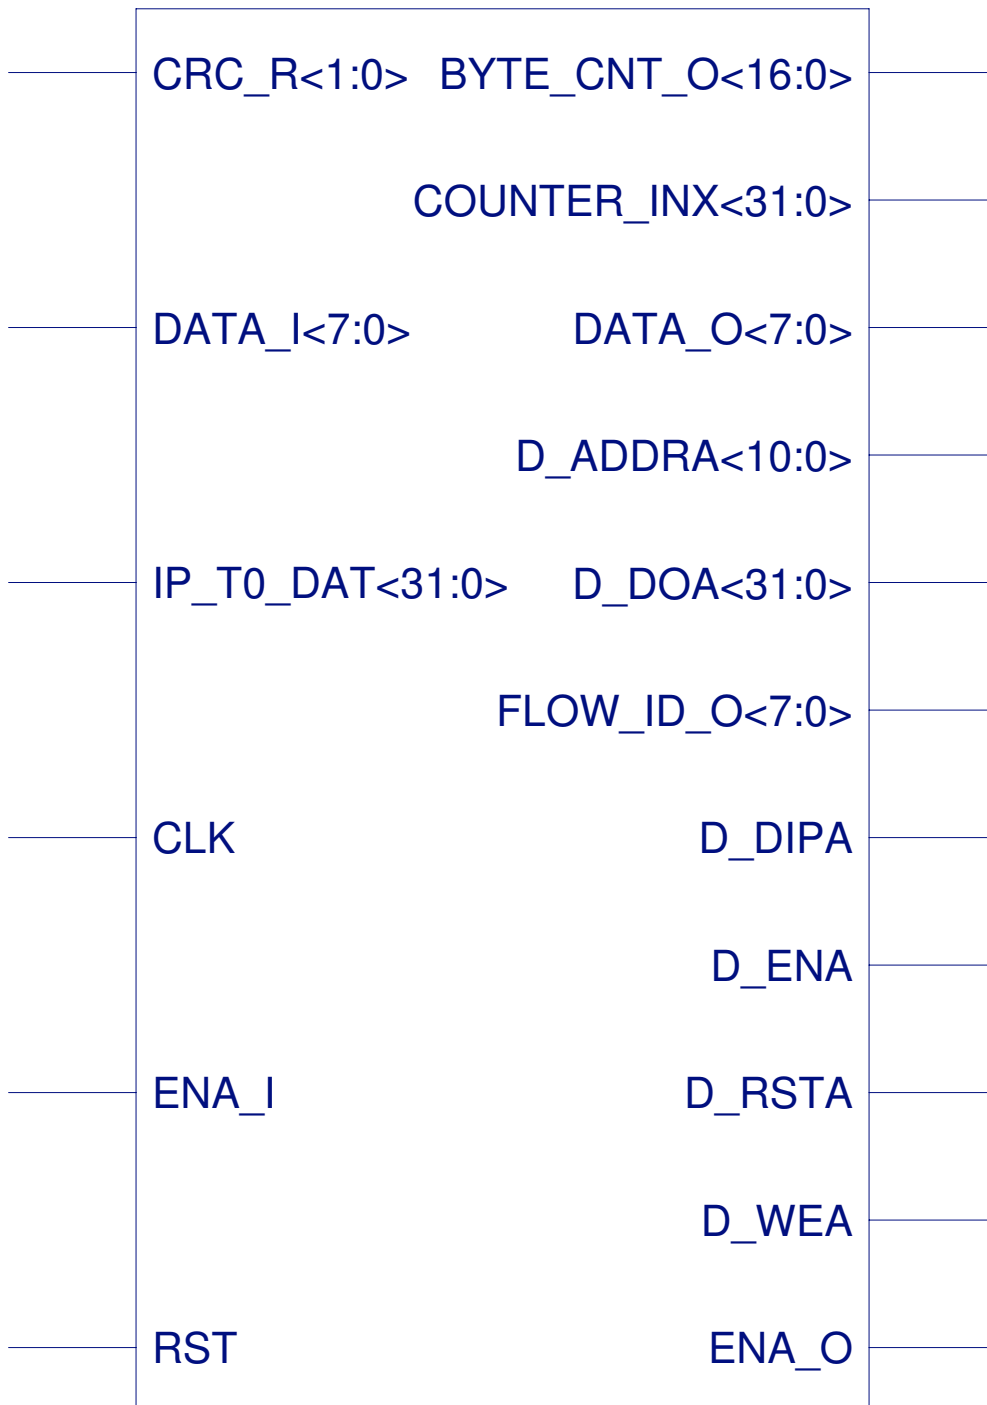 CRC_R<1:0> BYTE_CNT_O<16:0>
COUNTER_INX<31:0>
DATA_I<7:0> DATA_O<7:0>
D_ADDRA<10:0>
IP_T0_DAT<31:0> D_DOA<31:0>
FLOW_ID_O<7:0>
CLK D_DIPA
D_ENA
ENA_I D_RSTA
D_WEA
RST ENA_O